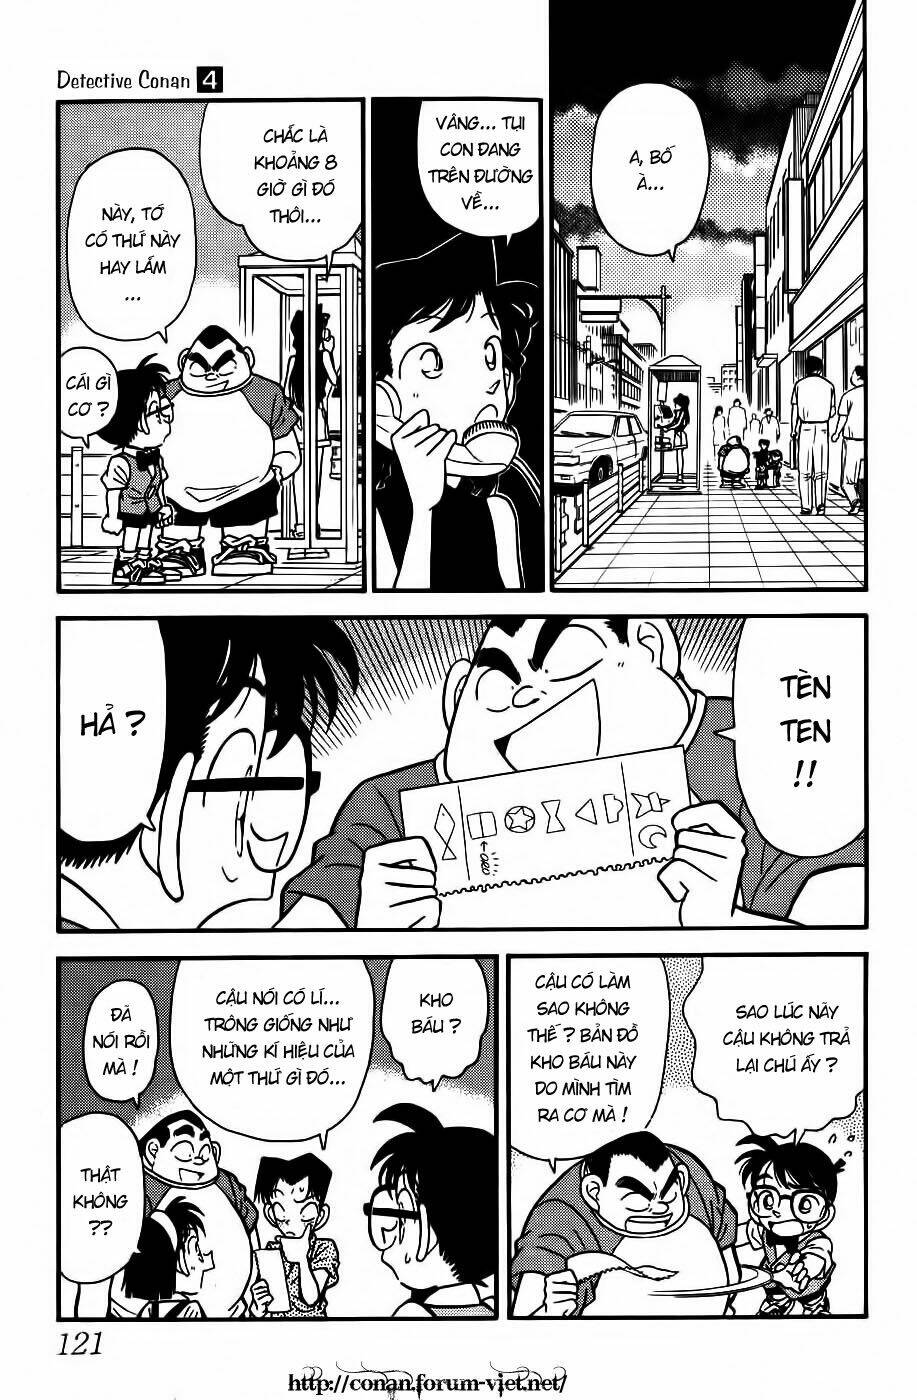 Detective Conan 4
A, BỐ
À...
VÂNG... TỤI
CON ĐANG
TRÊN ĐƯỜNG
VỀ...
CHẮC LÀ
KHOẢNG 8
GIỜ GÌ ĐÓ
THÔI...
NÀY, TỚ
CÓ THỨ NÀY
HAY LẮM
...
CÁI GÌ
CƠ ?
TÈN
TEN
!!
HẢ ?
SAO LÚC NÃY
CẬU KHÔNG TRẢ
LẠI CHÚ ẤY ?
CẬU CÓ LÀM
SAO KHÔNG
THẾ ? BẢN ĐỒ
KHO BÁU NÀY
DO MÌNH TÌM
RA CƠ MÀ !
KHO
BÁU ?
CẬU NÓI CÓ LÍ...
TRÔNG GIỐNG NHƯ
NHỮNG KÍ HIỆU CỦA
MỘT THỨ GÌ ĐÓ...
ĐÃ
NÓI RỒI
MÀ !
THẬT
KHÔNG ?
??
121
http://conan.forum-viet.net/